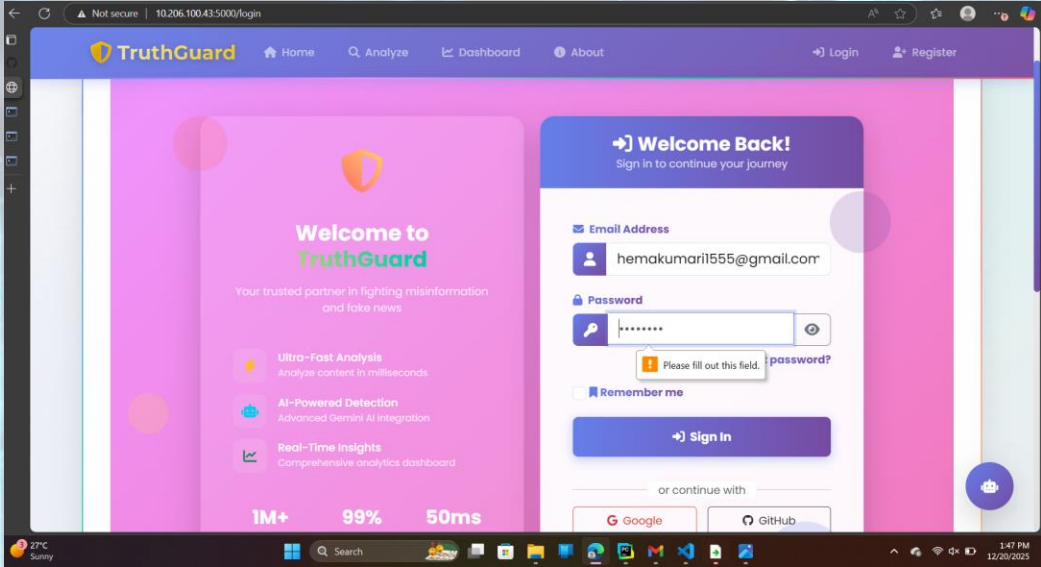 Not secure | 10.206.100.43:5000/login
TruthGuard Home Analyze Dashboard About Login Register
Welcome to
TruthGuard
Your trusted partner in fighting misinformation
and fake news
Ultra-Fast Analysis
Analyze content in milliseconds
AI-Powered Detection
Advanced Gemini AI integration
Real-Time Insights
Comprehensive analytics dashboard
1M+ 99% 50ms
Welcome Back!
Sign in to continue your journey
Email Address
hemakumari1555@gmail.com
Password
••••••••
Please fill out this field.
password?
Remember me
Sign In
or continue with
Google GitHub
3
27°C
Sunny
Search
1:47 PM
12/20/2025